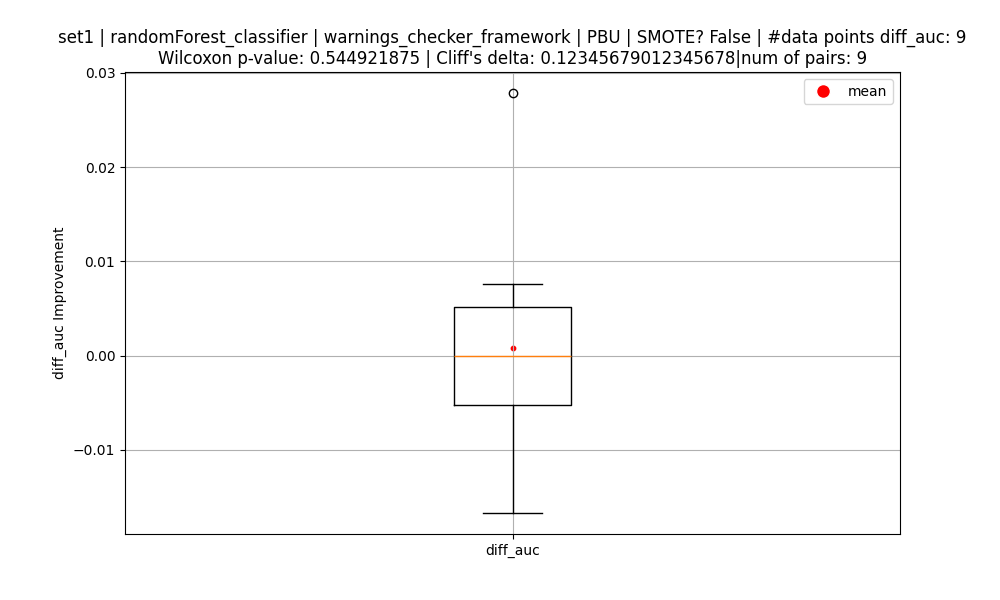 set1 | randomForest_classifier | warnings_checker_framework | PBU | SMOTE? False | #data points diff_auc: 9
Wilcoxon p-value: 0.544921875 | Cliff's delta: 0.12345679012345678|num of pairs: 9
mean
diff_auc Improvement
0.03
0.02
0.01
0.00
−0.01
diff_auc